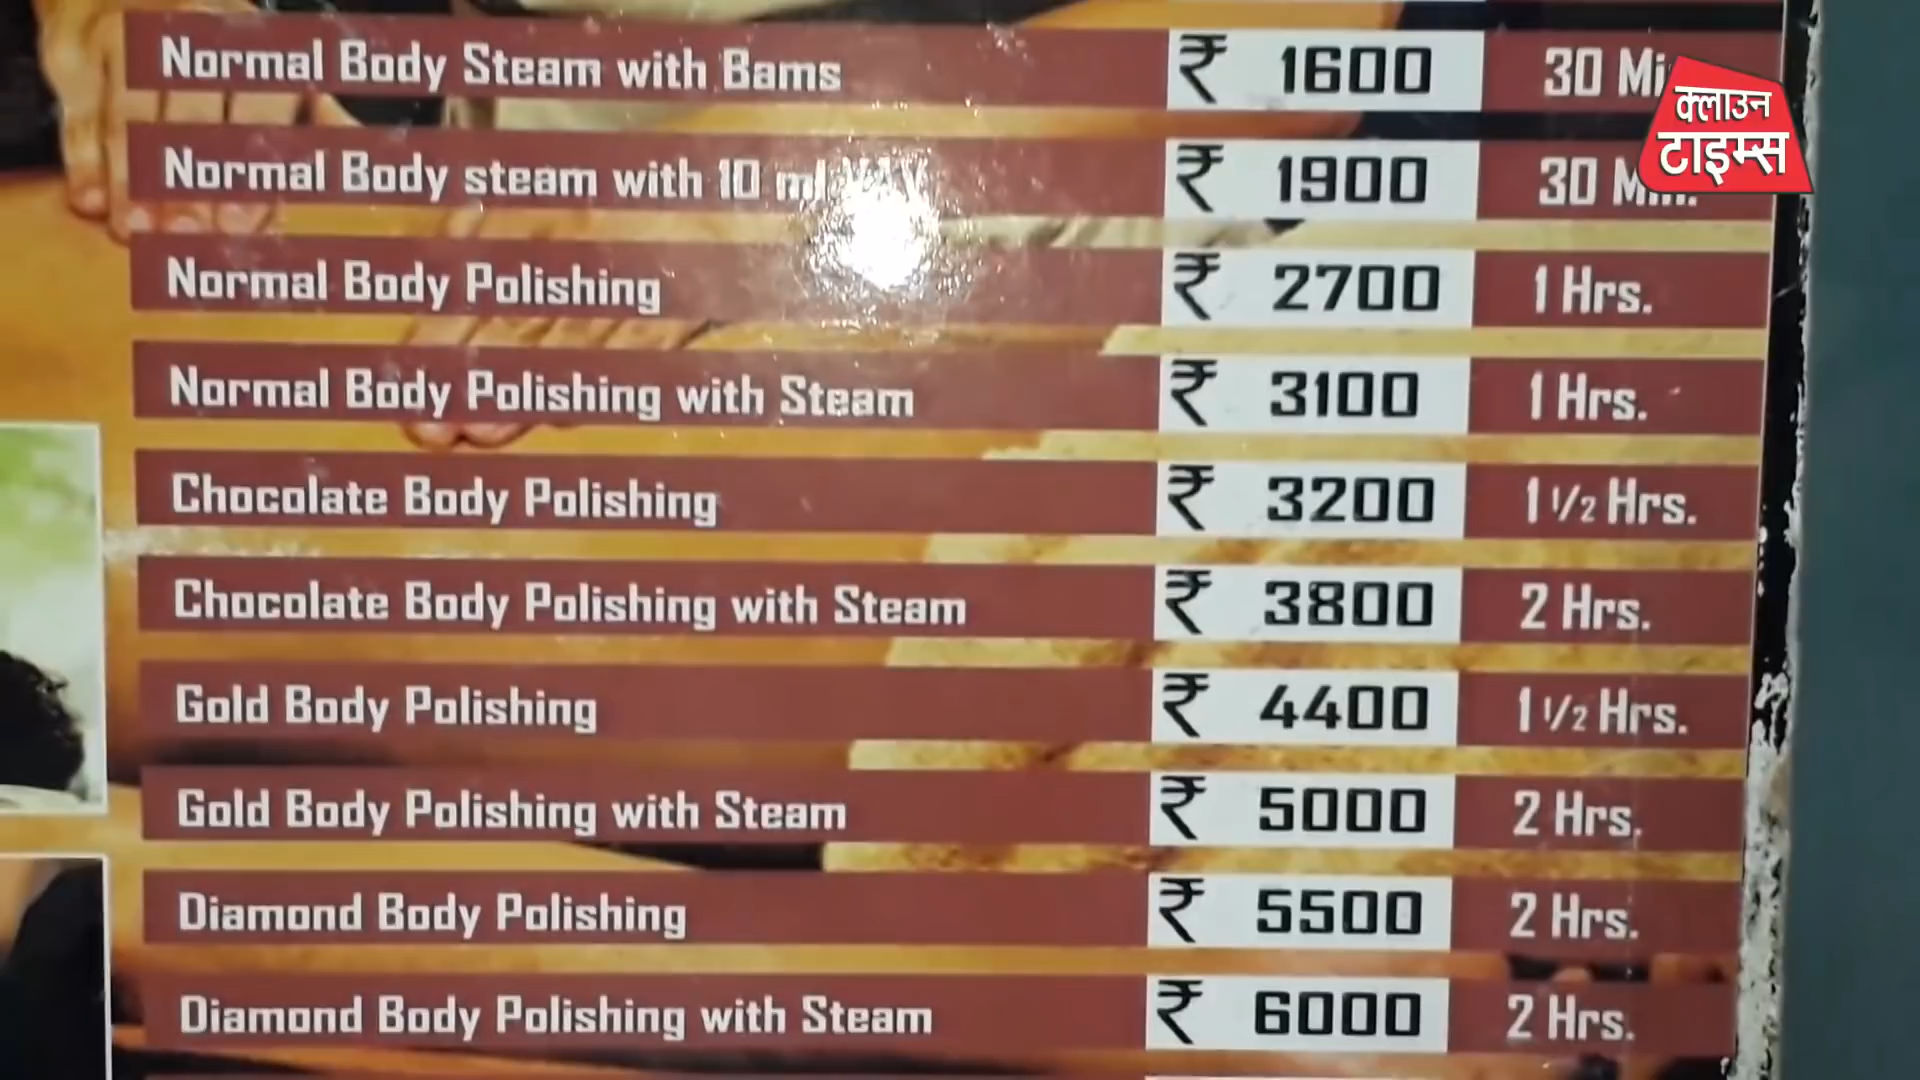 Normal Body Steam with Bams ₹ 1600 30
Normal Body steam with 10 ml ₹ 1900 30
Normal Body Polishing ₹ 2700 1 Hrs.
Normal Body Polishing with Steam ₹ 3100 1 Hrs.
Chocolate Body Polishing ₹ 3200 1 1/2 Hrs.
Chocolate Body Polishing with Steam ₹ 3800 2 Hrs.
Gold Body Polishing ₹ 4400 1 1/2 Hrs.
Gold Body Polishing with Steam ₹ 5000 2 Hrs.
Diamond Body Polishing ₹ 5500 2 Hrs.
Diamond Body Polishing with Steam ₹ 6000 2 Hrs.
क्लाउन
टाइम्स